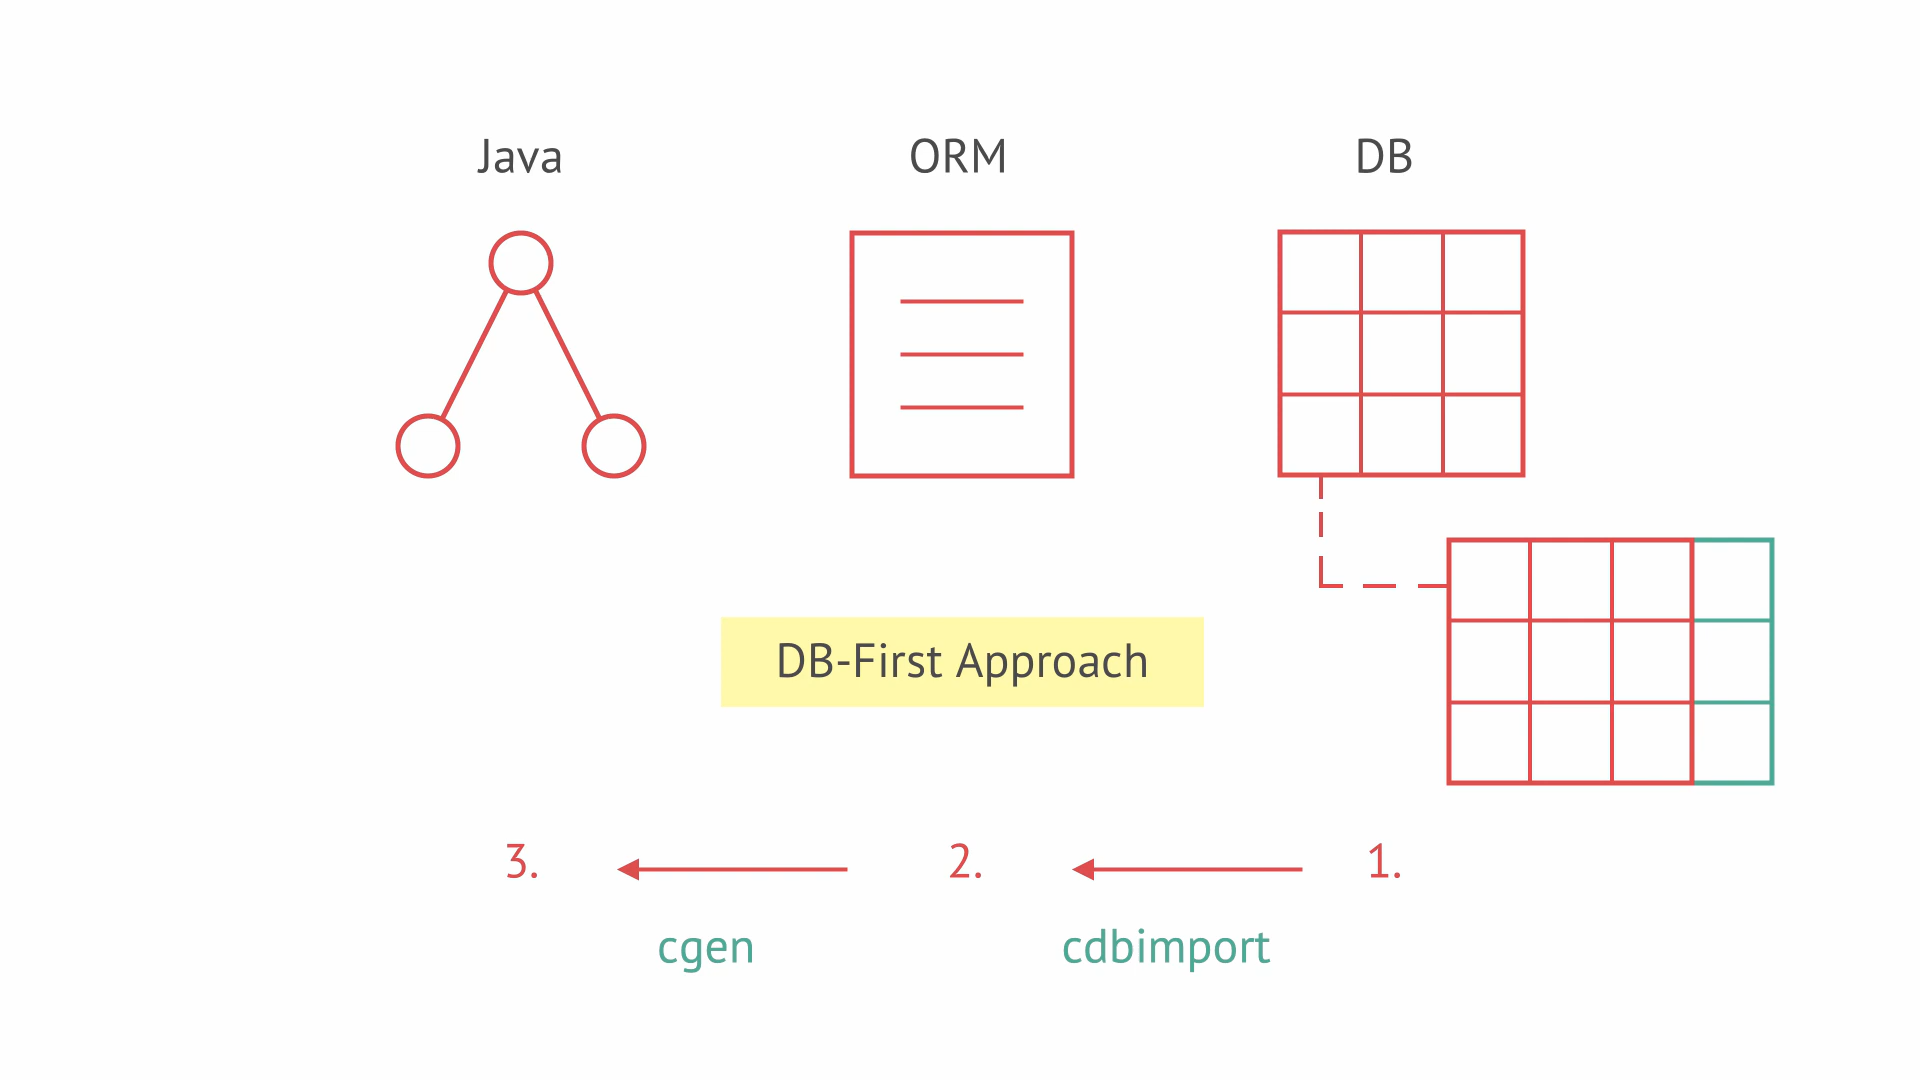 Java
ORM
DB
DB-First Approach
3.
2.
1.
cgen
cdbimport